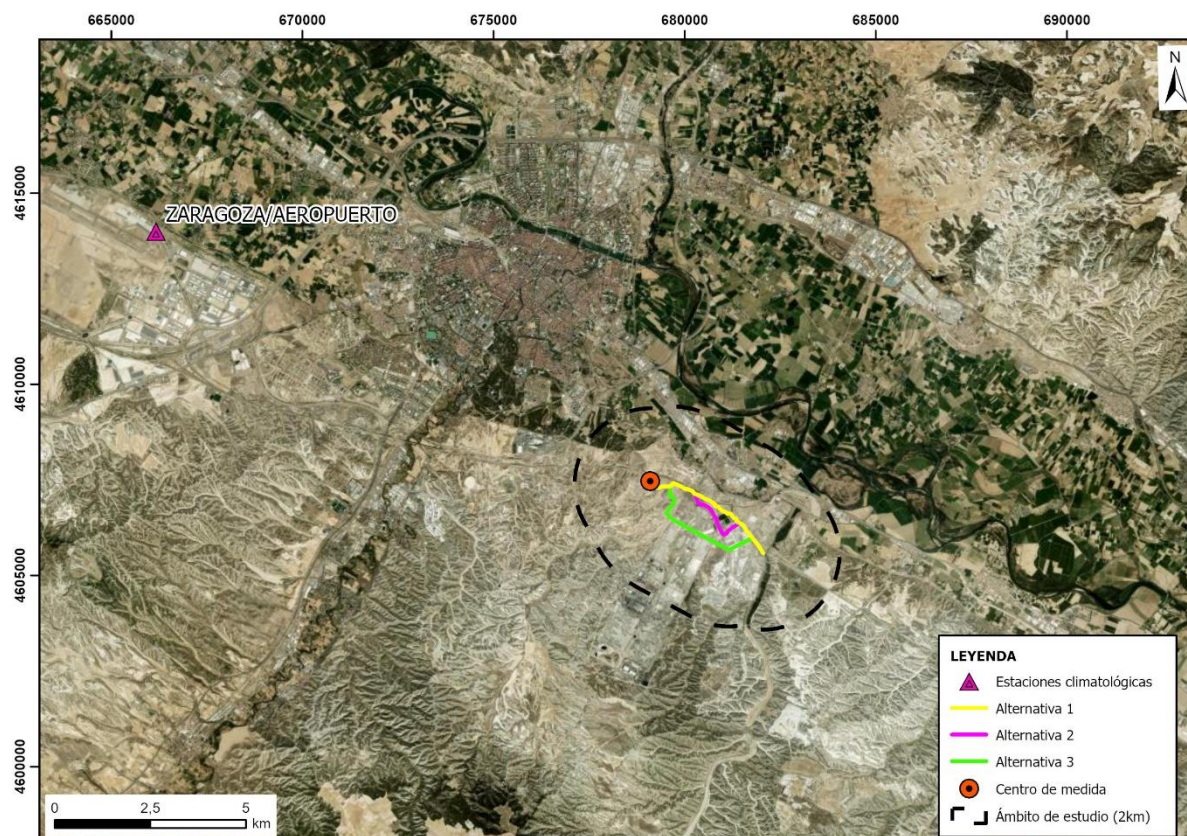 665000 670000 675000 680000 685000 690000
N
4615000
4610000
4605000
4600000
ZARAGOZA/AEROPUERTO
LEYENDA
Estaciones climatológicas
Alternativa 1
Alternativa 2
Alternativa 3
Centro de medida
Ámbito de estudio (2km)
0 2,5 5
km